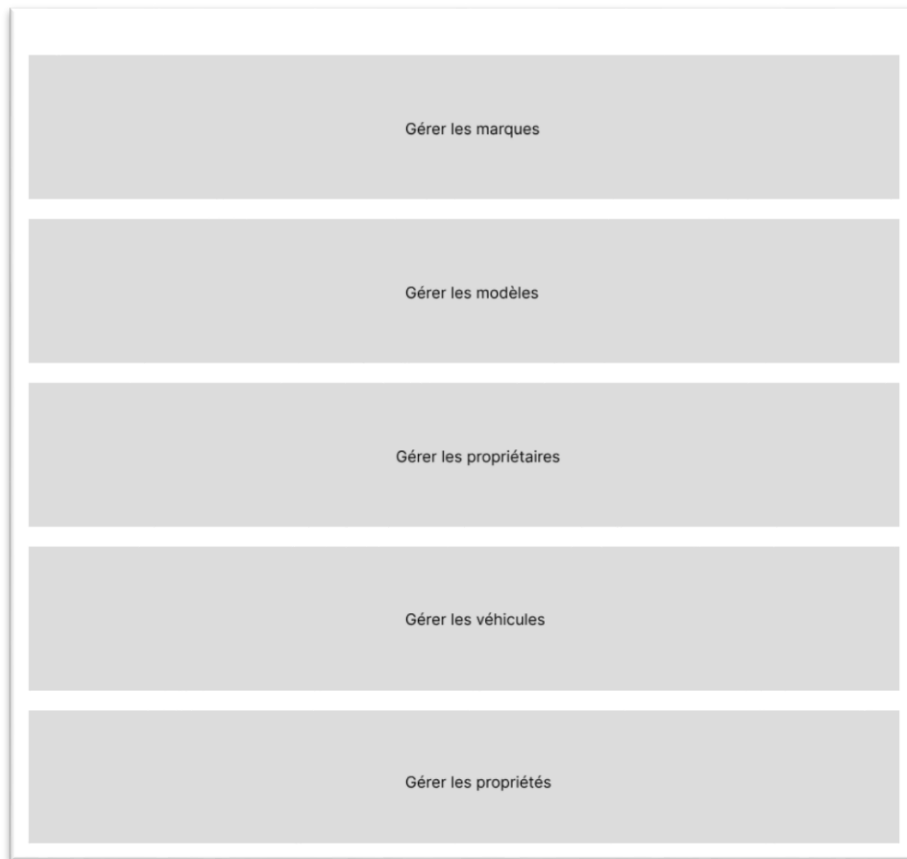 Gérer les marques
Gérer les modèles
Gérer les propriétaires
Gérer les véhicules
Gérer les propriétés